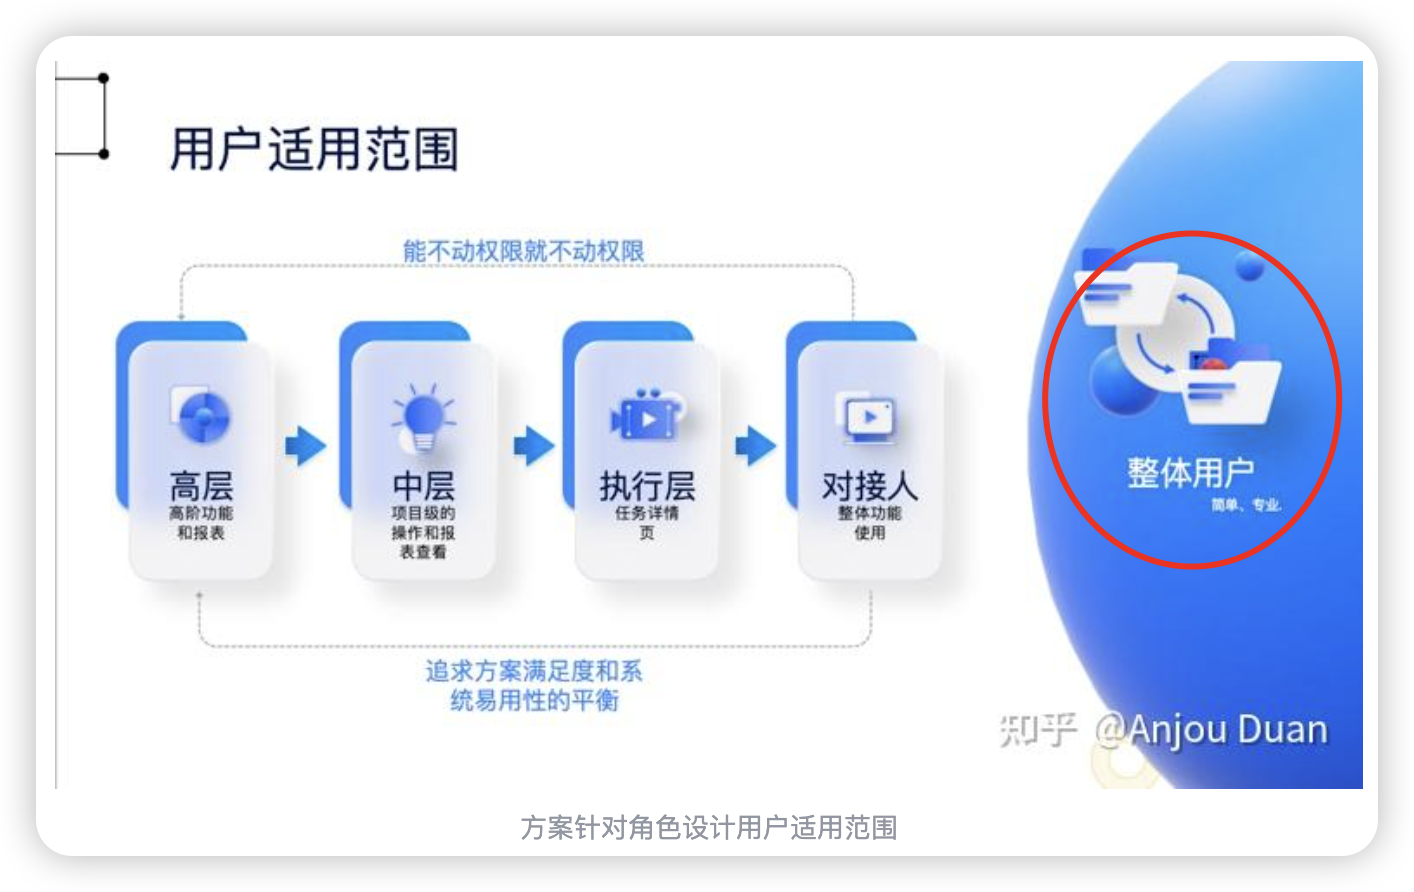 用户适用范围
能不动权限就不动权限
高层
高阶功能
和报表
中层
项目级的
操作和报
表查看
执行层
任务详情
页
对接人
整体功能
使用
追求方案满足度和系
统易用性的平衡
整体用户
简单、专业.
知乎 @Anjou Duan
方案针对角色设计用户适用范围